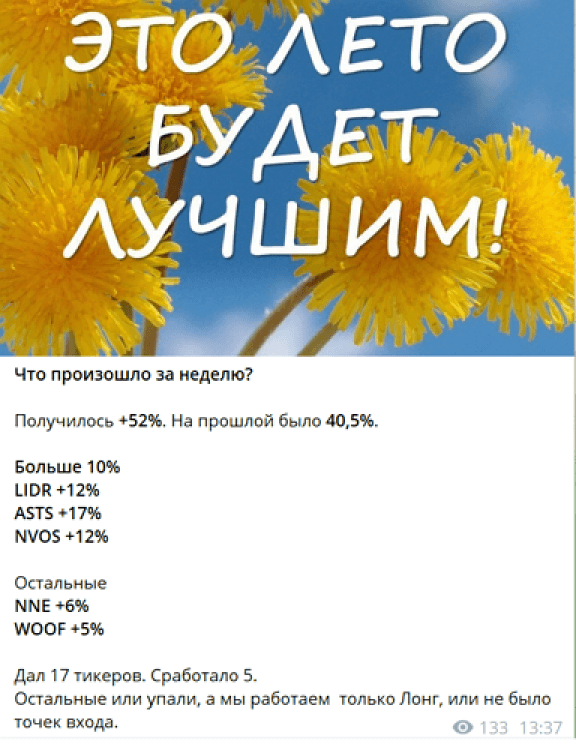 ЭТО ЛЕТО
БУДЕТ
ЛУЧШИМ!
Что произошло за неделю?
Получилось +52%. На прошлой было 40,5%.
Больше 10%
LIDR +12%
ASTS +17%
NVOS +12%
Остальные
NNE +6%
WOOF +5%
Дал 17 тикеров. Сработало 5.
Остальные или упали, а мы работаем только Лонг, или не было
точек входа.
133 13:37